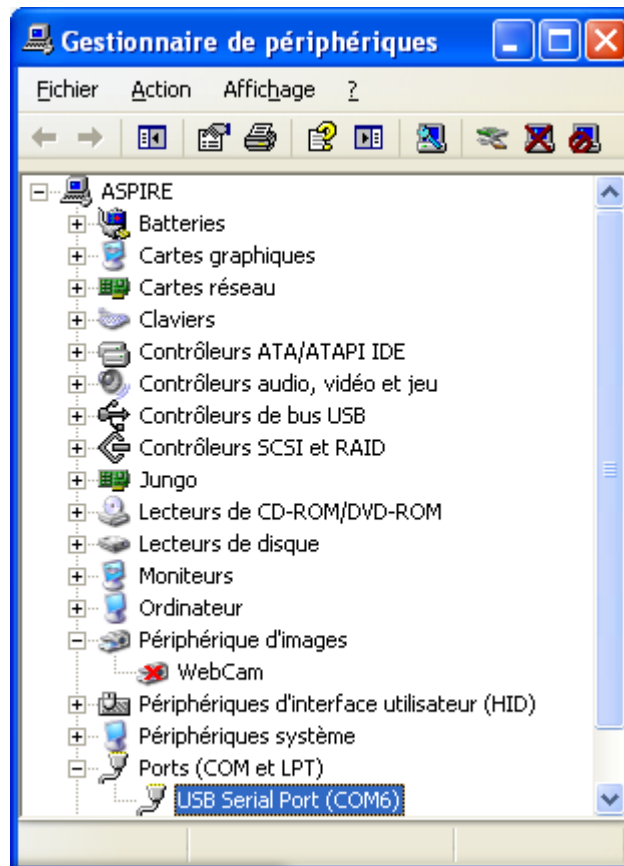 Gestionnaire de périphériques
Fichier Action Affichage ?
ASPIRE
Batteries
Cartes graphiques
Cartes réseau
Claviers
Contrôleurs ATA/ATAPI IDE
Contrôleurs audio, vidéo et jeu
Contrôleurs de bus USB
Contrôleurs SCSI et RAID
Jungo
Lecteurs de CD-ROM/DVD-ROM
Lecteurs de disque
Moniteurs
Ordinateur
Périphérique d'images
WebCam
Périphériques d'interface utilisateur (HID)
Périphériques système
Ports (COM et LPT)
USB Serial Port (COM6)